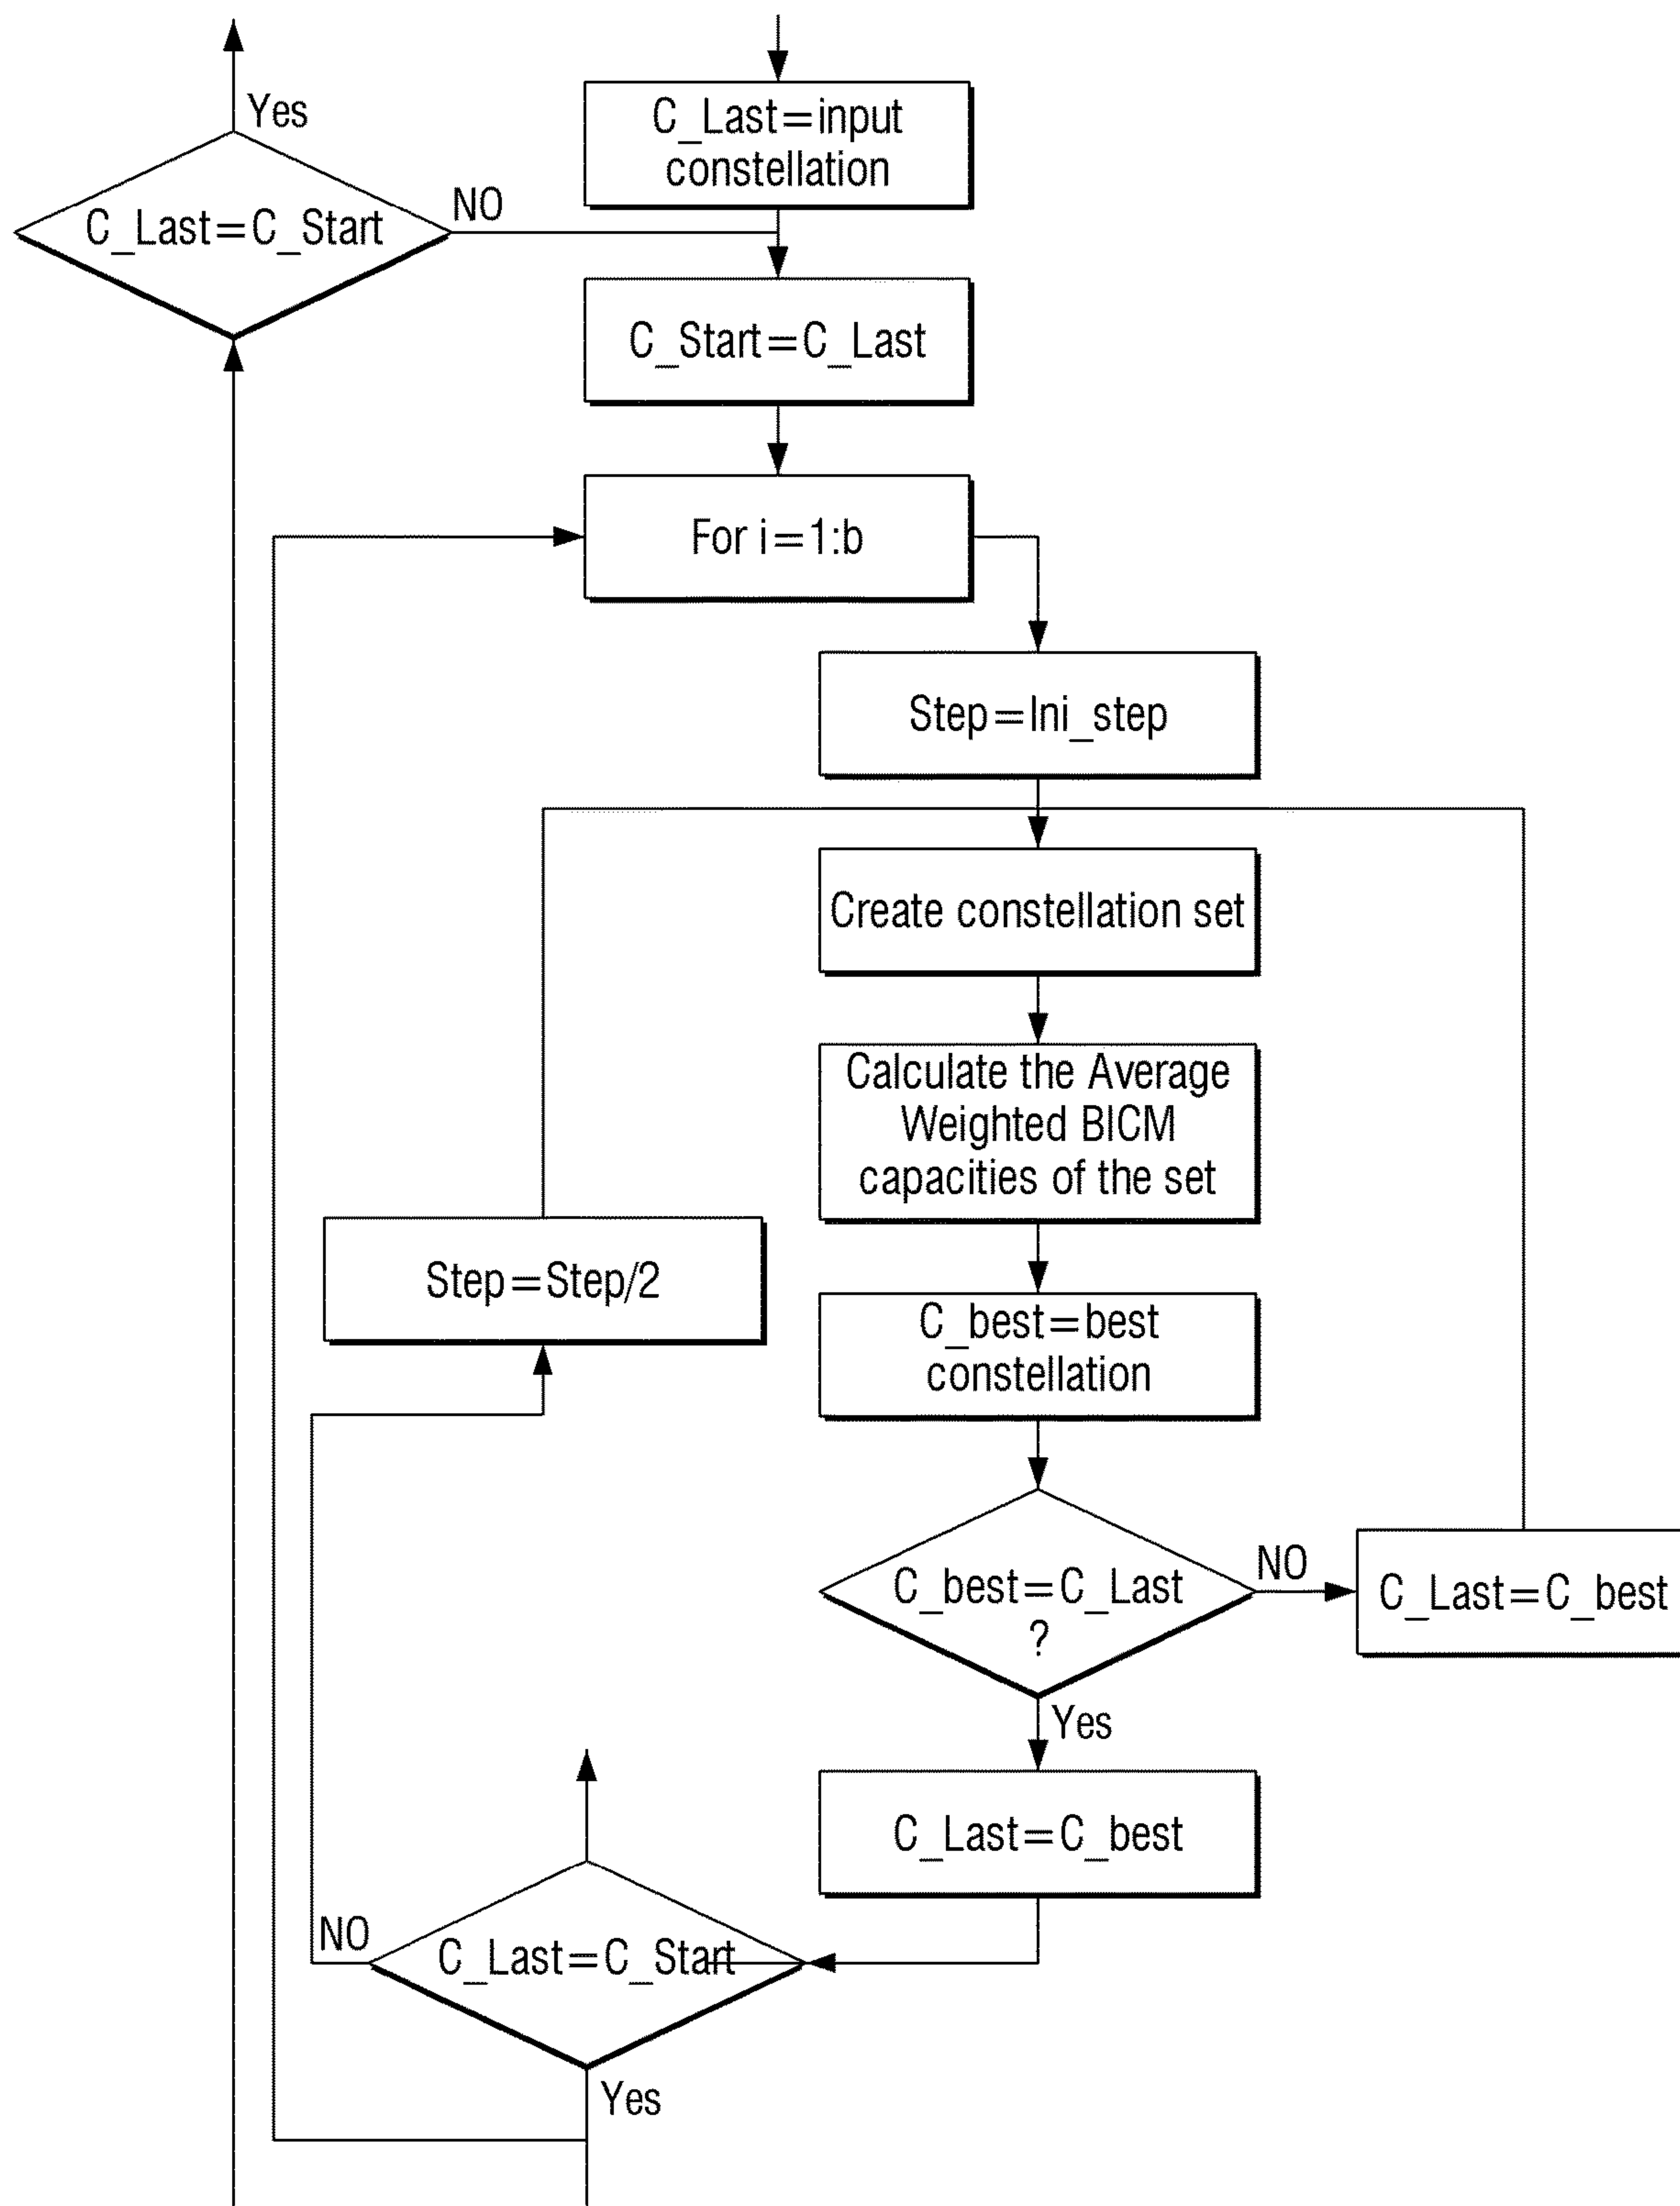 Yes
C_Last=input
constellation
C_Last=C_Start
NO
C_Start=C_Last
For i=1:b
Step=Ini_step
Create constellation set
Calculate the Average
Weighted BICM
capacities of the set
Step=Step/2
C_best=best
constellation
C_best=C_Last
?
NO
C_Last=C_best
Yes
C_Last=C_best
NO
C_Last=C_Start
Yes